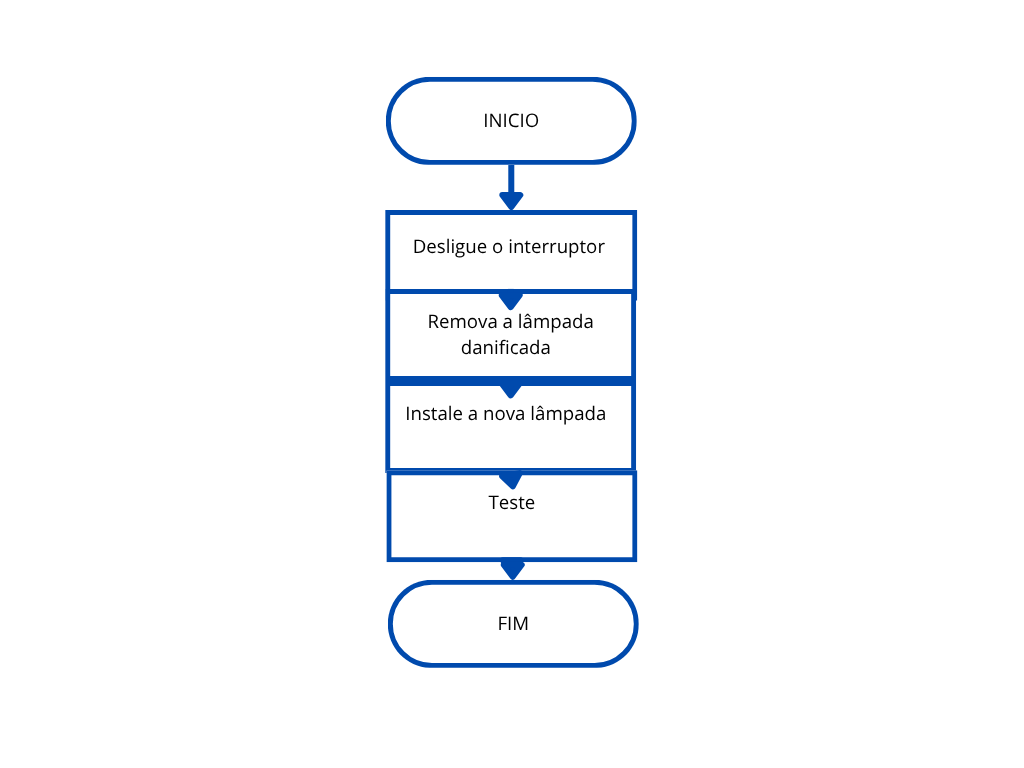 INICIO
Desligue o interruptor
Remova a lâmpada
danificada
Instale a nova lâmpada
Teste
FIM